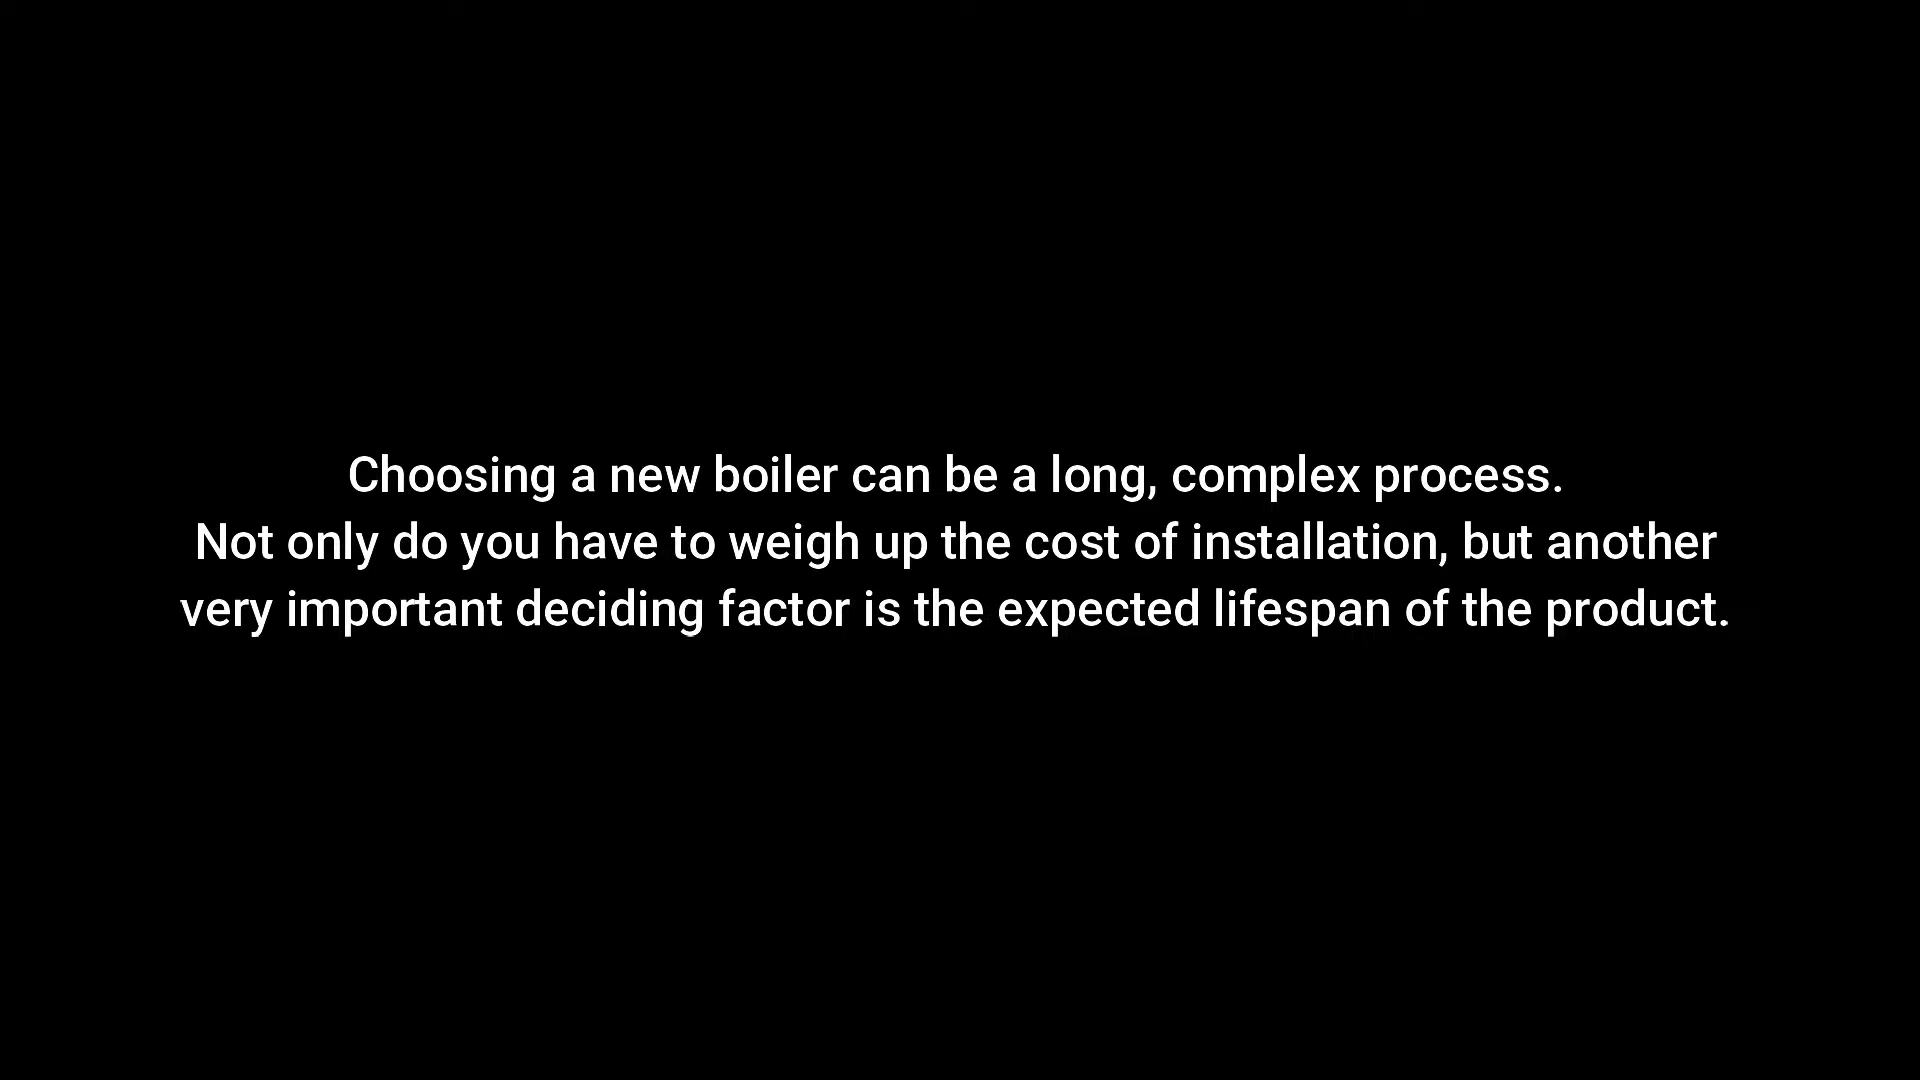 Choosing a new boiler can be a long, complex process.
Not only do you have to weigh up the cost of installation, but another
very important deciding factor is the expected lifespan of the product.